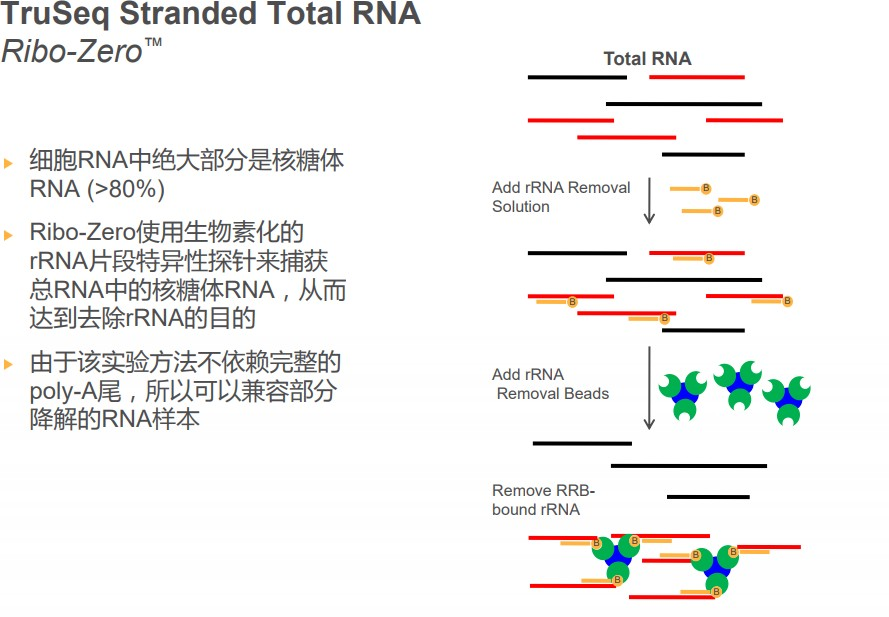 TruSeq Stranded Total RNA
Ribo-Zero™
细胞RNA中绝大部分是核糖体
RNA (>80%)
Ribo-Zero使用生物素化的
rRNA片段特异性探针来捕获
总RNA中的核糖体RNA，从而
达到去除rRNA的目的
由于该实验方法不依赖完整的
poly-A尾，所以可以兼容部分
降解的RNA样本
Total RNA
Add rRNA Removal
Solution
B
B
B
B
B
B
B
Add rRNA
Removal Beads
Remove RRB-
bound rRNA
B
B
B
B
B
B